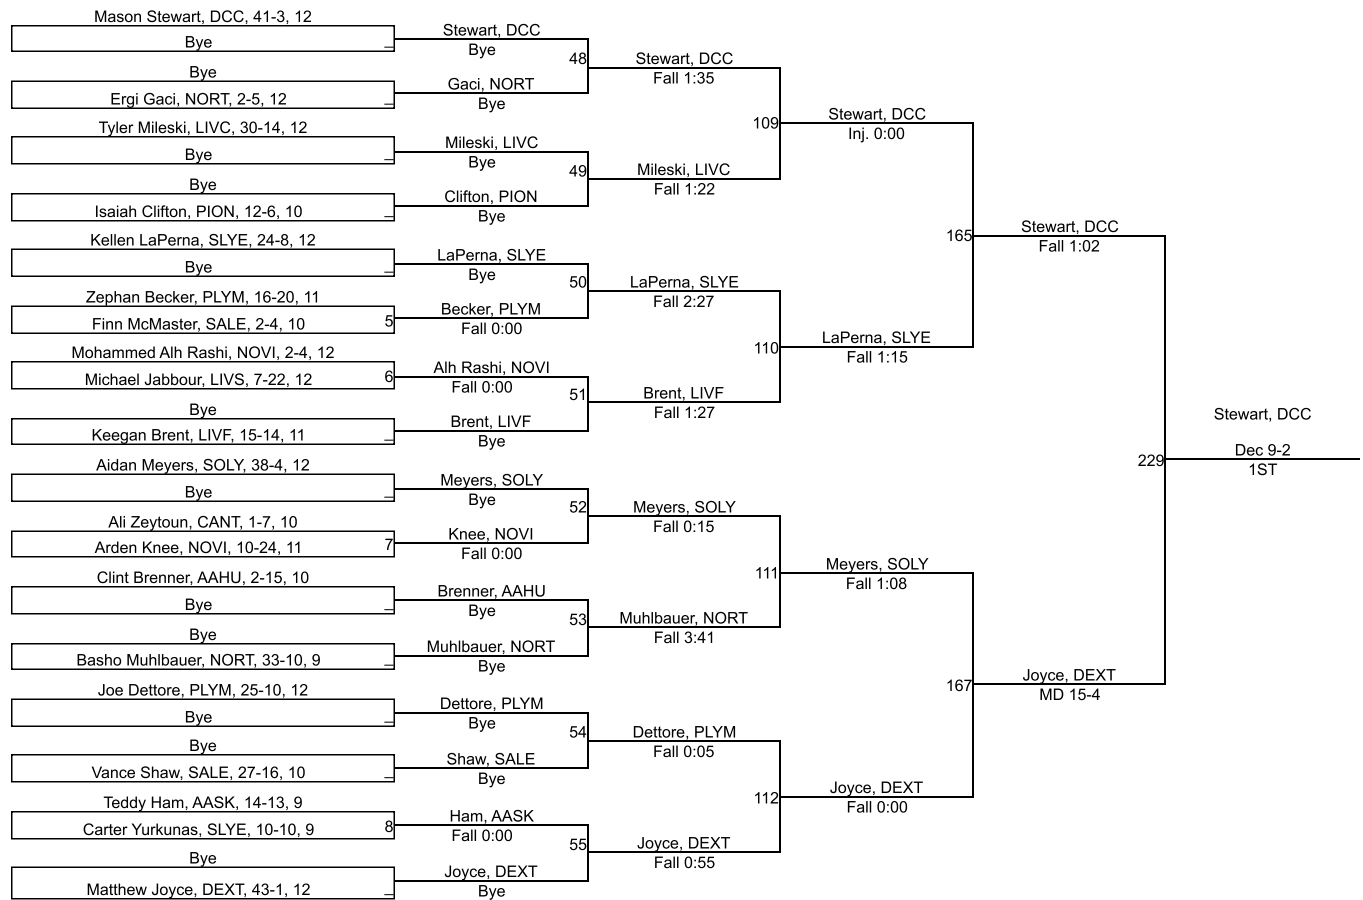 Mason Stewart, DCC, 41-3, 12
Bye
Bye
Ergi Gaci, NORT, 2-5, 12
Tyler Mileski, LIVC, 30-14, 12
Bye
Bye
Isaiah Clifton, PION, 12-6, 10
Kellen LaPerna, SLYE, 24-8, 12
Bye
Zephan Becker, PLYM, 16-20, 11
Finn McMaster, SALE, 2-4, 10
5
Mohammed Alh Rashi, NOVI, 2-4, 12
Michael Jabbour, LIVS, 7-22, 12
6
Bye
Keegan Brent, LIVF, 15-14, 11
Aidan Meyers, SOLY, 38-4, 12
Bye
Ali Zeytoun, CANT, 1-7, 10
Arden Knee, NOVI, 10-24, 11
7
Clint Brenner, AAHU, 2-15, 10
Bye
Bye
Basho Muhlbauer, NORT, 33-10, 9
Joe Dettore, PLYM, 25-10, 12
Bye
Bye
Vance Shaw, SALE, 27-16, 10
Teddy Ham, AASK, 14-13, 9
Carter Yurkunas, SLYE, 10-10, 9
8
Bye
Matthew Joyce, DEXT, 43-1, 12
Stewart, DCC
Bye
48
Gaci, NORT
Bye
Mileski, LIVC
Bye
49
Clifton, PION
Bye
LaPerna, SLYE
Bye
50
Becker, PLYM
Fall 0:00
Alh Rashi, NOVI
Fall 0:00
51
Brent, LIVF
Bye
Meyers, SOLY
Bye
52
Knee, NOVI
Fall 0:00
Brenner, AAHU
Bye
53
Muhlbauer, NORT
Bye
Dettore, PLYM
Bye
54
Shaw, SALE
Bye
Ham, AASK
Fall 0:00
55
Joyce, DEXT
Bye
Stewart, DCC
Fall 1:35
109
Mileski, LIVC
Fall 1:22
LaPerna, SLYE
Fall 2:27
110
Brent, LIVF
Fall 1:27
Meyers, SOLY
Fall 0:15
111
Muhlbauer, NORT
Fall 3:41
Dettore, PLYM
Fall 0:05
112
Joyce, DEXT
Fall 0:55
Stewart, DCC
Inj. 0:00
165
LaPerna, SLYE
Fall 1:15
Meyers, SOLY
Fall 1:08
167
Joyce, DEXT
Fall 0:00
Stewart, DCC
Fall 1:02
229
Joyce, DEXT
MD 15-4
Stewart, DCC
Dec 9-2
1ST